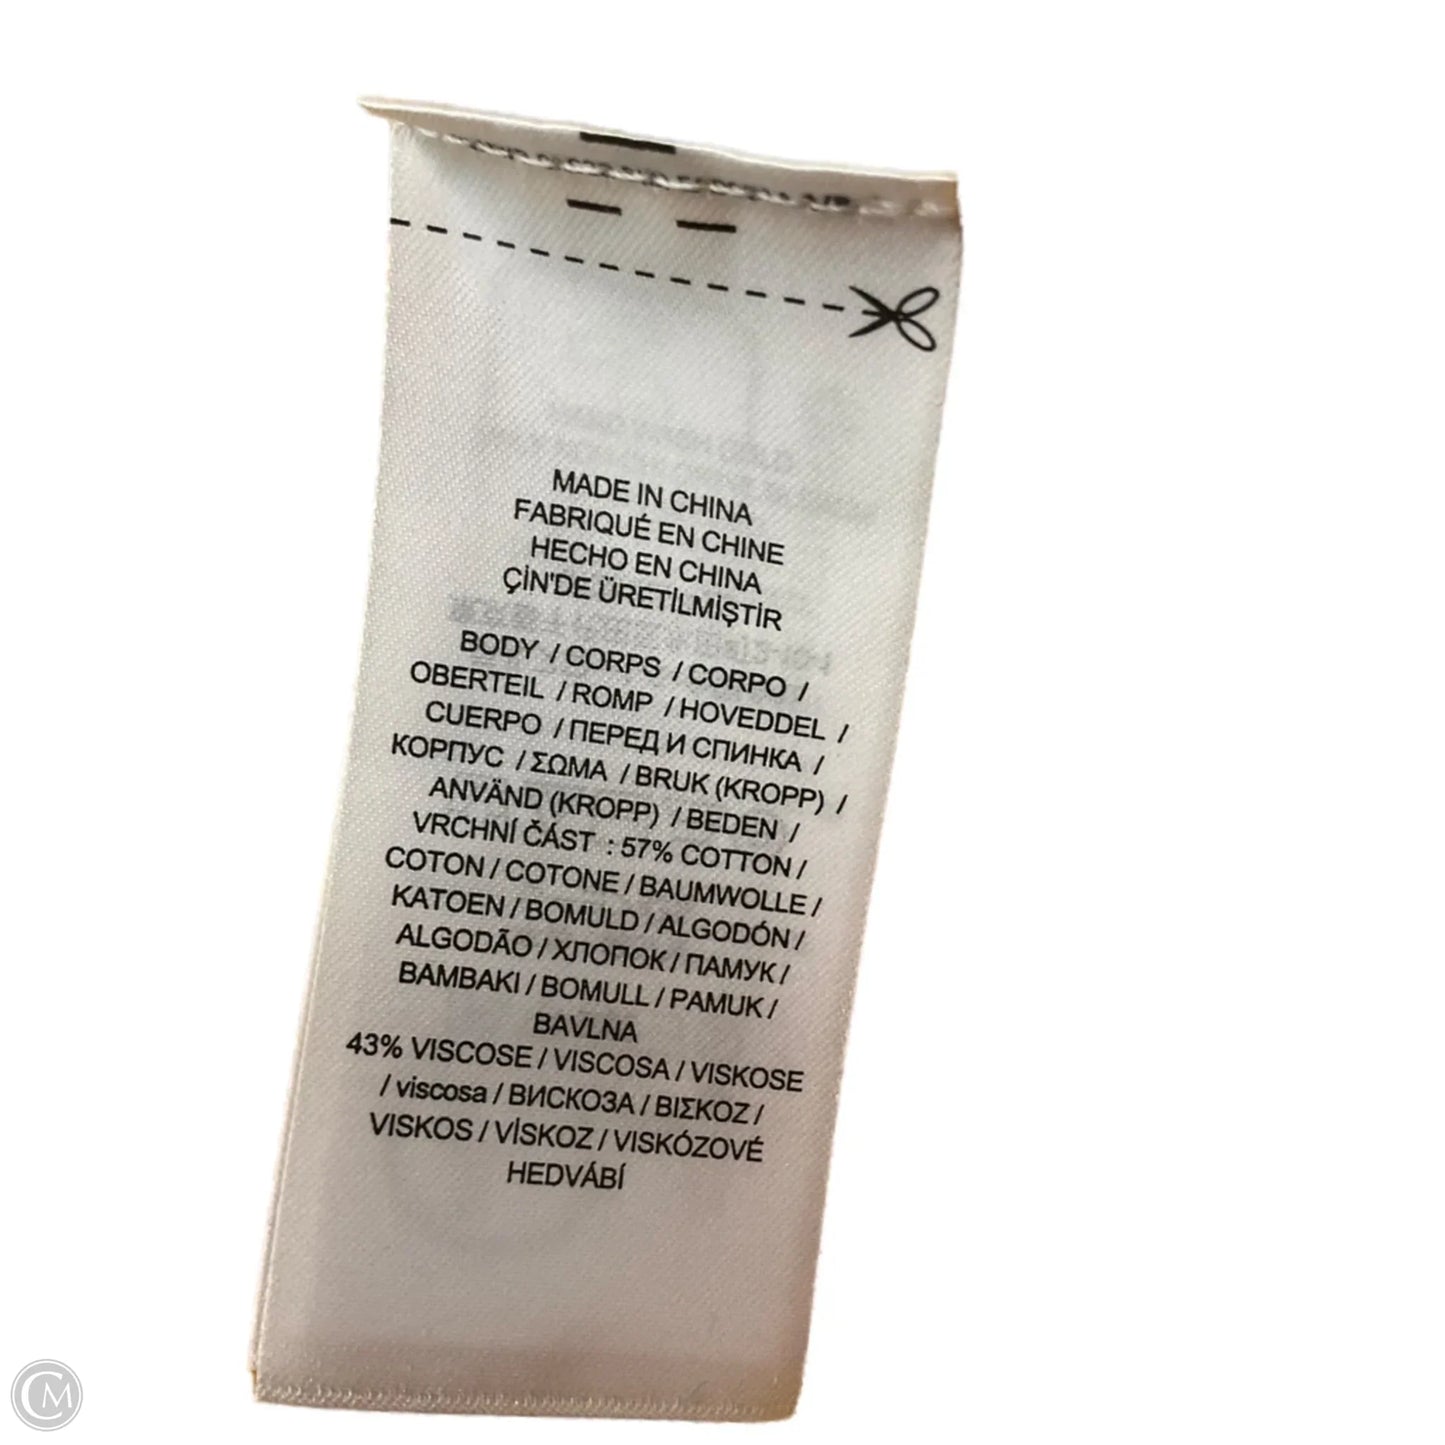 MADE IN CHINA
FABRIQUÉ EN CHINE
HECHO EN CHINA
ÇİN'DE ÜRETİLMİŞTİR
BODY / CORPS / CORPO /
OBERTEIL / ROMP / HOVEDDEL /
CUERPO / ПЕРЕД И СПИНКА /
КОРПУС / ΣΩΜΑ / BRUK (KROPP) /
ANVÄND (KROPP) / BEDEN /
VRCHNÍ ČÁST : 57% COTTON /
COTON / COTONE / BAUMWOLLE /
KATOEN / BOMULD / ALGODÓN /
ALGODÃO / ХЛОПОК / ПАМУК /
BAMBAKI / BOMULL / PAMUK /
BAVLNA
43% VISCOSE / VISCOSA / VISKOSE
/ viscosa / ВИСКОЗА / ΒΙΣΚΟΖ /
VISKOS / VİSKOZ / VISKÓZOVÉ
HEDVÁBÍ
CM